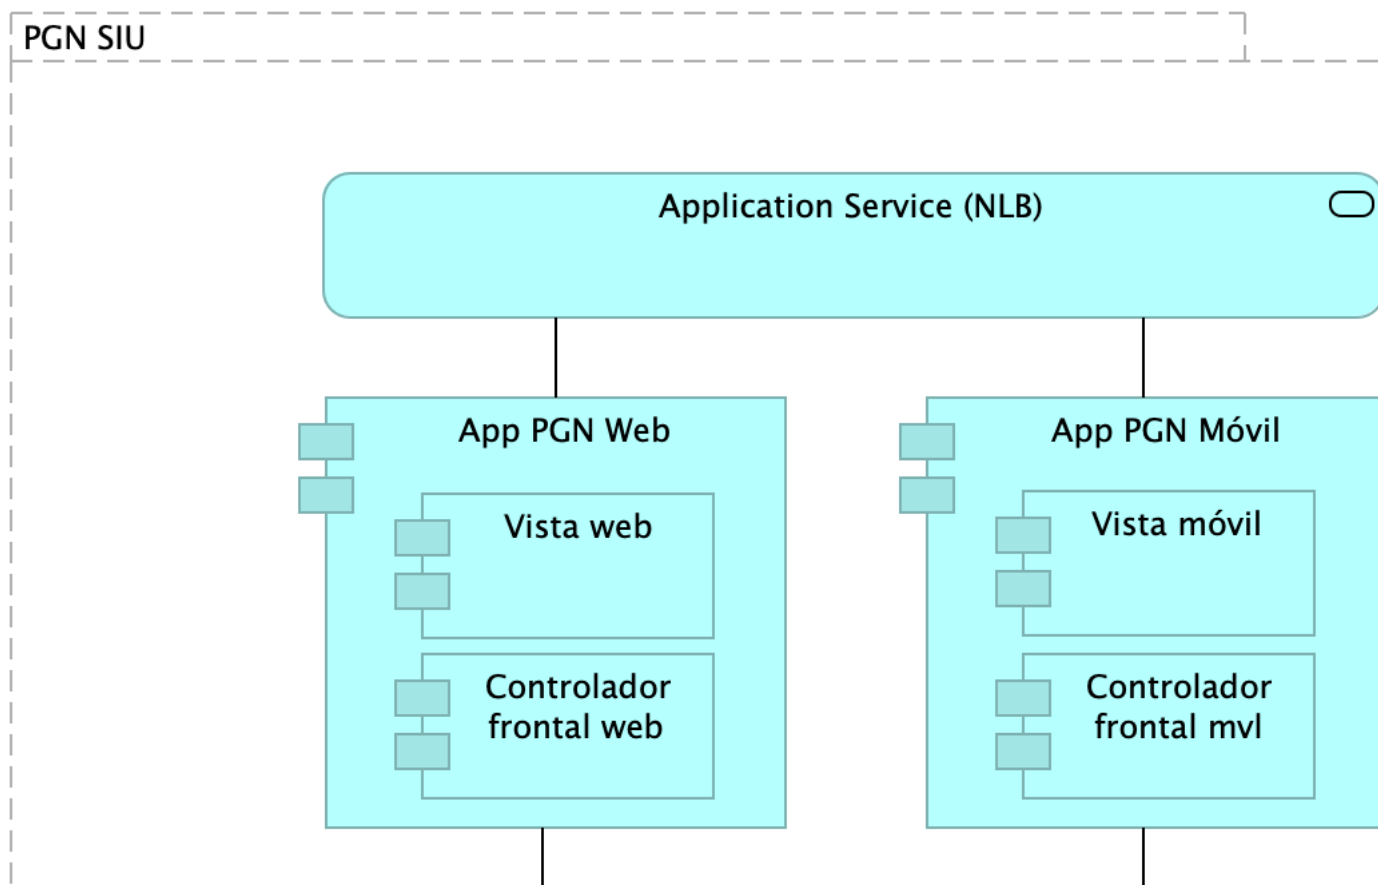 PGN SIU
Application Service (NLB)
App PGN Web
Vista web
Controlador
frontal web
App PGN Móvil
Vista móvil
Controlador
frontal mvl